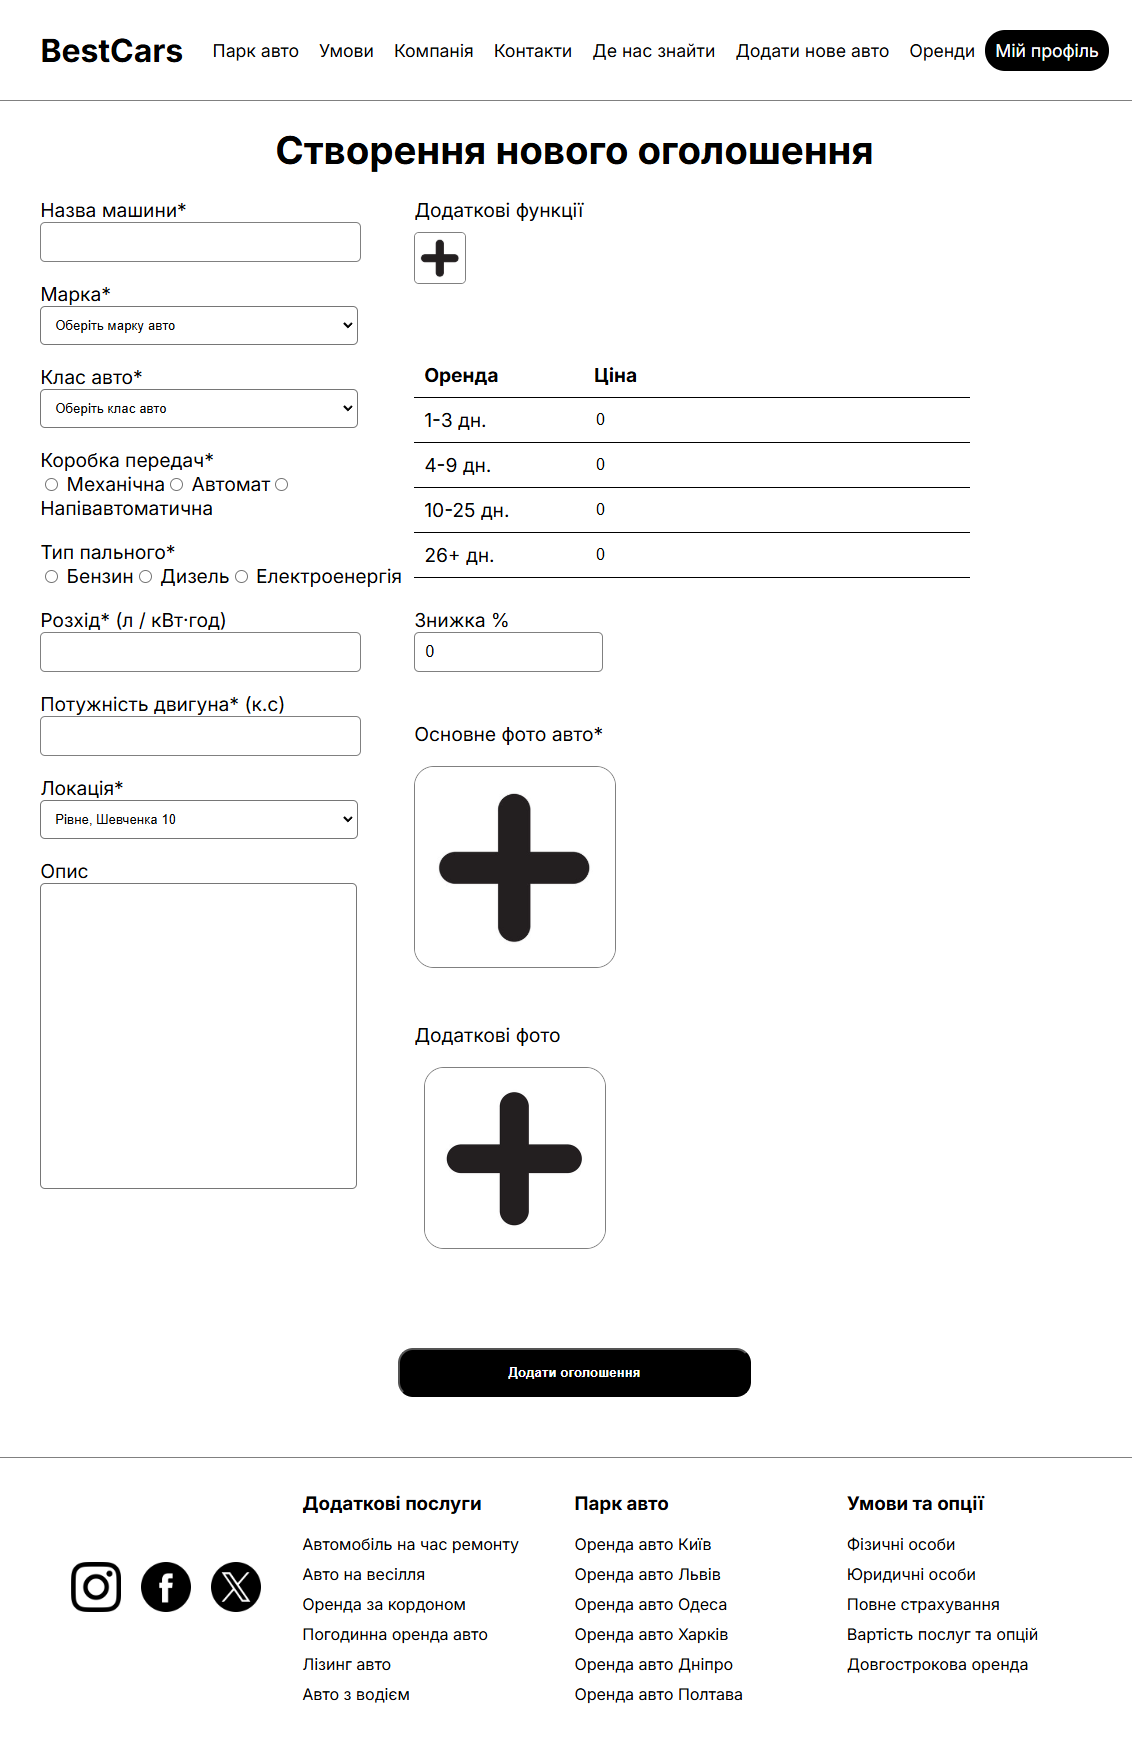 BestCars Парк авто Умови Компанія Контакти Де нас знайти Додати нове авто Оренди Мій профіль
Створення нового оголошення
Назва машини*
Марка*
Оберіть марку авто
Клас авто*
Оберіть клас авто
Коробка передач*
Механічна Автомат
Напівавтоматична
Тип пального*
Бензин Дизель Електроенергія
Розхід* (л / кВт·год)
Потужність двигуна* (к.с)
Локація*
Рівне, Шевченка 10
Опис
Додаткові функції
Оренда Ціна
1-3 дн. 0
4-9 дн. 0
10-25 дн. 0
26+ дн. 0
Знижка %
0
Основне фото авто*
Додаткові фото
Додати оголошення
Додаткові послуги
Автомобіль на час ремонту
Авто на весілля
Оренда за кордоном
Погодинна оренда авто
Лізинг авто
Авто з водієм
Парк авто
Оренда авто Київ
Оренда авто Львів
Оренда авто Одеса
Оренда авто Харків
Оренда авто Дніпро
Оренда авто Полтава
Умови та опції
Фізичні особи
Юридичні особи
Повне страхування
Вартість послуг та опцій
Довгострокова оренда